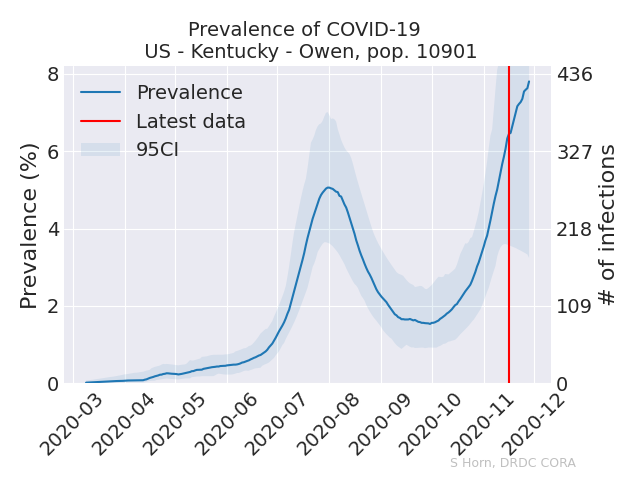 Prevalence of COVID-19
US - Kentucky - Owen, pop. 10901
Prevalence
Latest data
95CI
Prevalence (%)
8
6
4
2
0
# of infections
436
327
218
109
0
2020-03
2020-04
2020-05
2020-06
2020-07
2020-08
2020-09
2020-10
2020-11
2020-12
S Horn, DRDC CORA